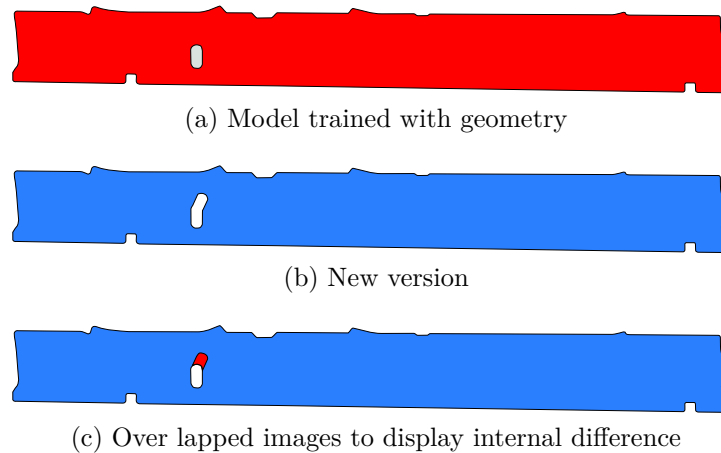 (a) Model trained with geometry
(b) New version
(c) Over lapped images to display internal difference